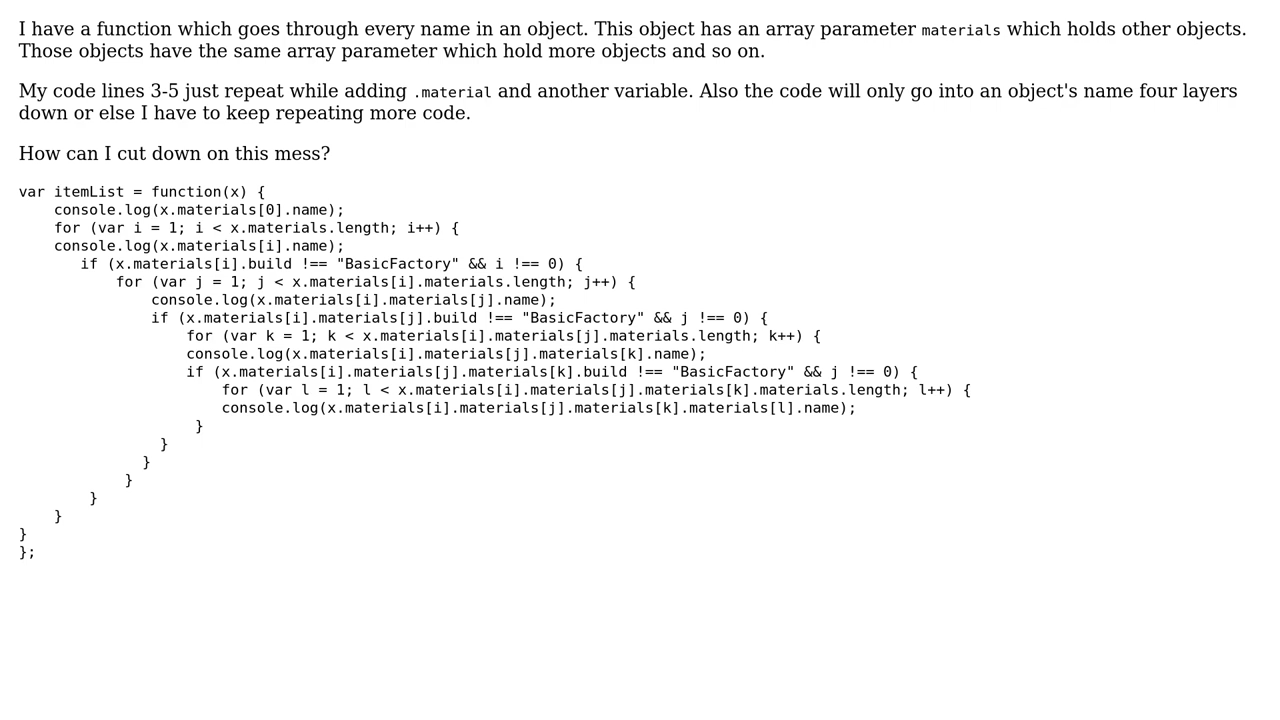 I have a function which goes through every name in an object. This object has an array parameter materials which holds other objects.
Those objects have the same array parameter which hold more objects and so on.
My code lines 3-5 just repeat while adding .material and another variable. Also the code will only go into an object's name four layers
down or else I have to keep repeating more code.
How can I cut down on this mess?
var itemList = function(x) {
    console.log(x.materials[0].name);
    for (var i = 1; i < x.materials.length; i++) {
    console.log(x.materials[i].name);
       if (x.materials[i].build !== "BasicFactory" && i !== 0) {
           for (var j = 1; j < x.materials[i].materials.length; j++) {
               console.log(x.materials[i].materials[j].name);
               if (x.materials[i].materials[j].build !== "BasicFactory" && j !== 0) {
                   for (var k = 1; k < x.materials[i].materials[j].materials.length; k++) {
                   console.log(x.materials[i].materials[j].materials[k].name);
                   if (x.materials[i].materials[j].materials[k].build !== "BasicFactory" && j !== 0) {
                       for (var l = 1; l < x.materials[i].materials[j].materials[k].materials.length; l++) {
                       console.log(x.materials[i].materials[j].materials[k].materials[l].name);
                    }
                }
              }
            }
        }
    }
}
};